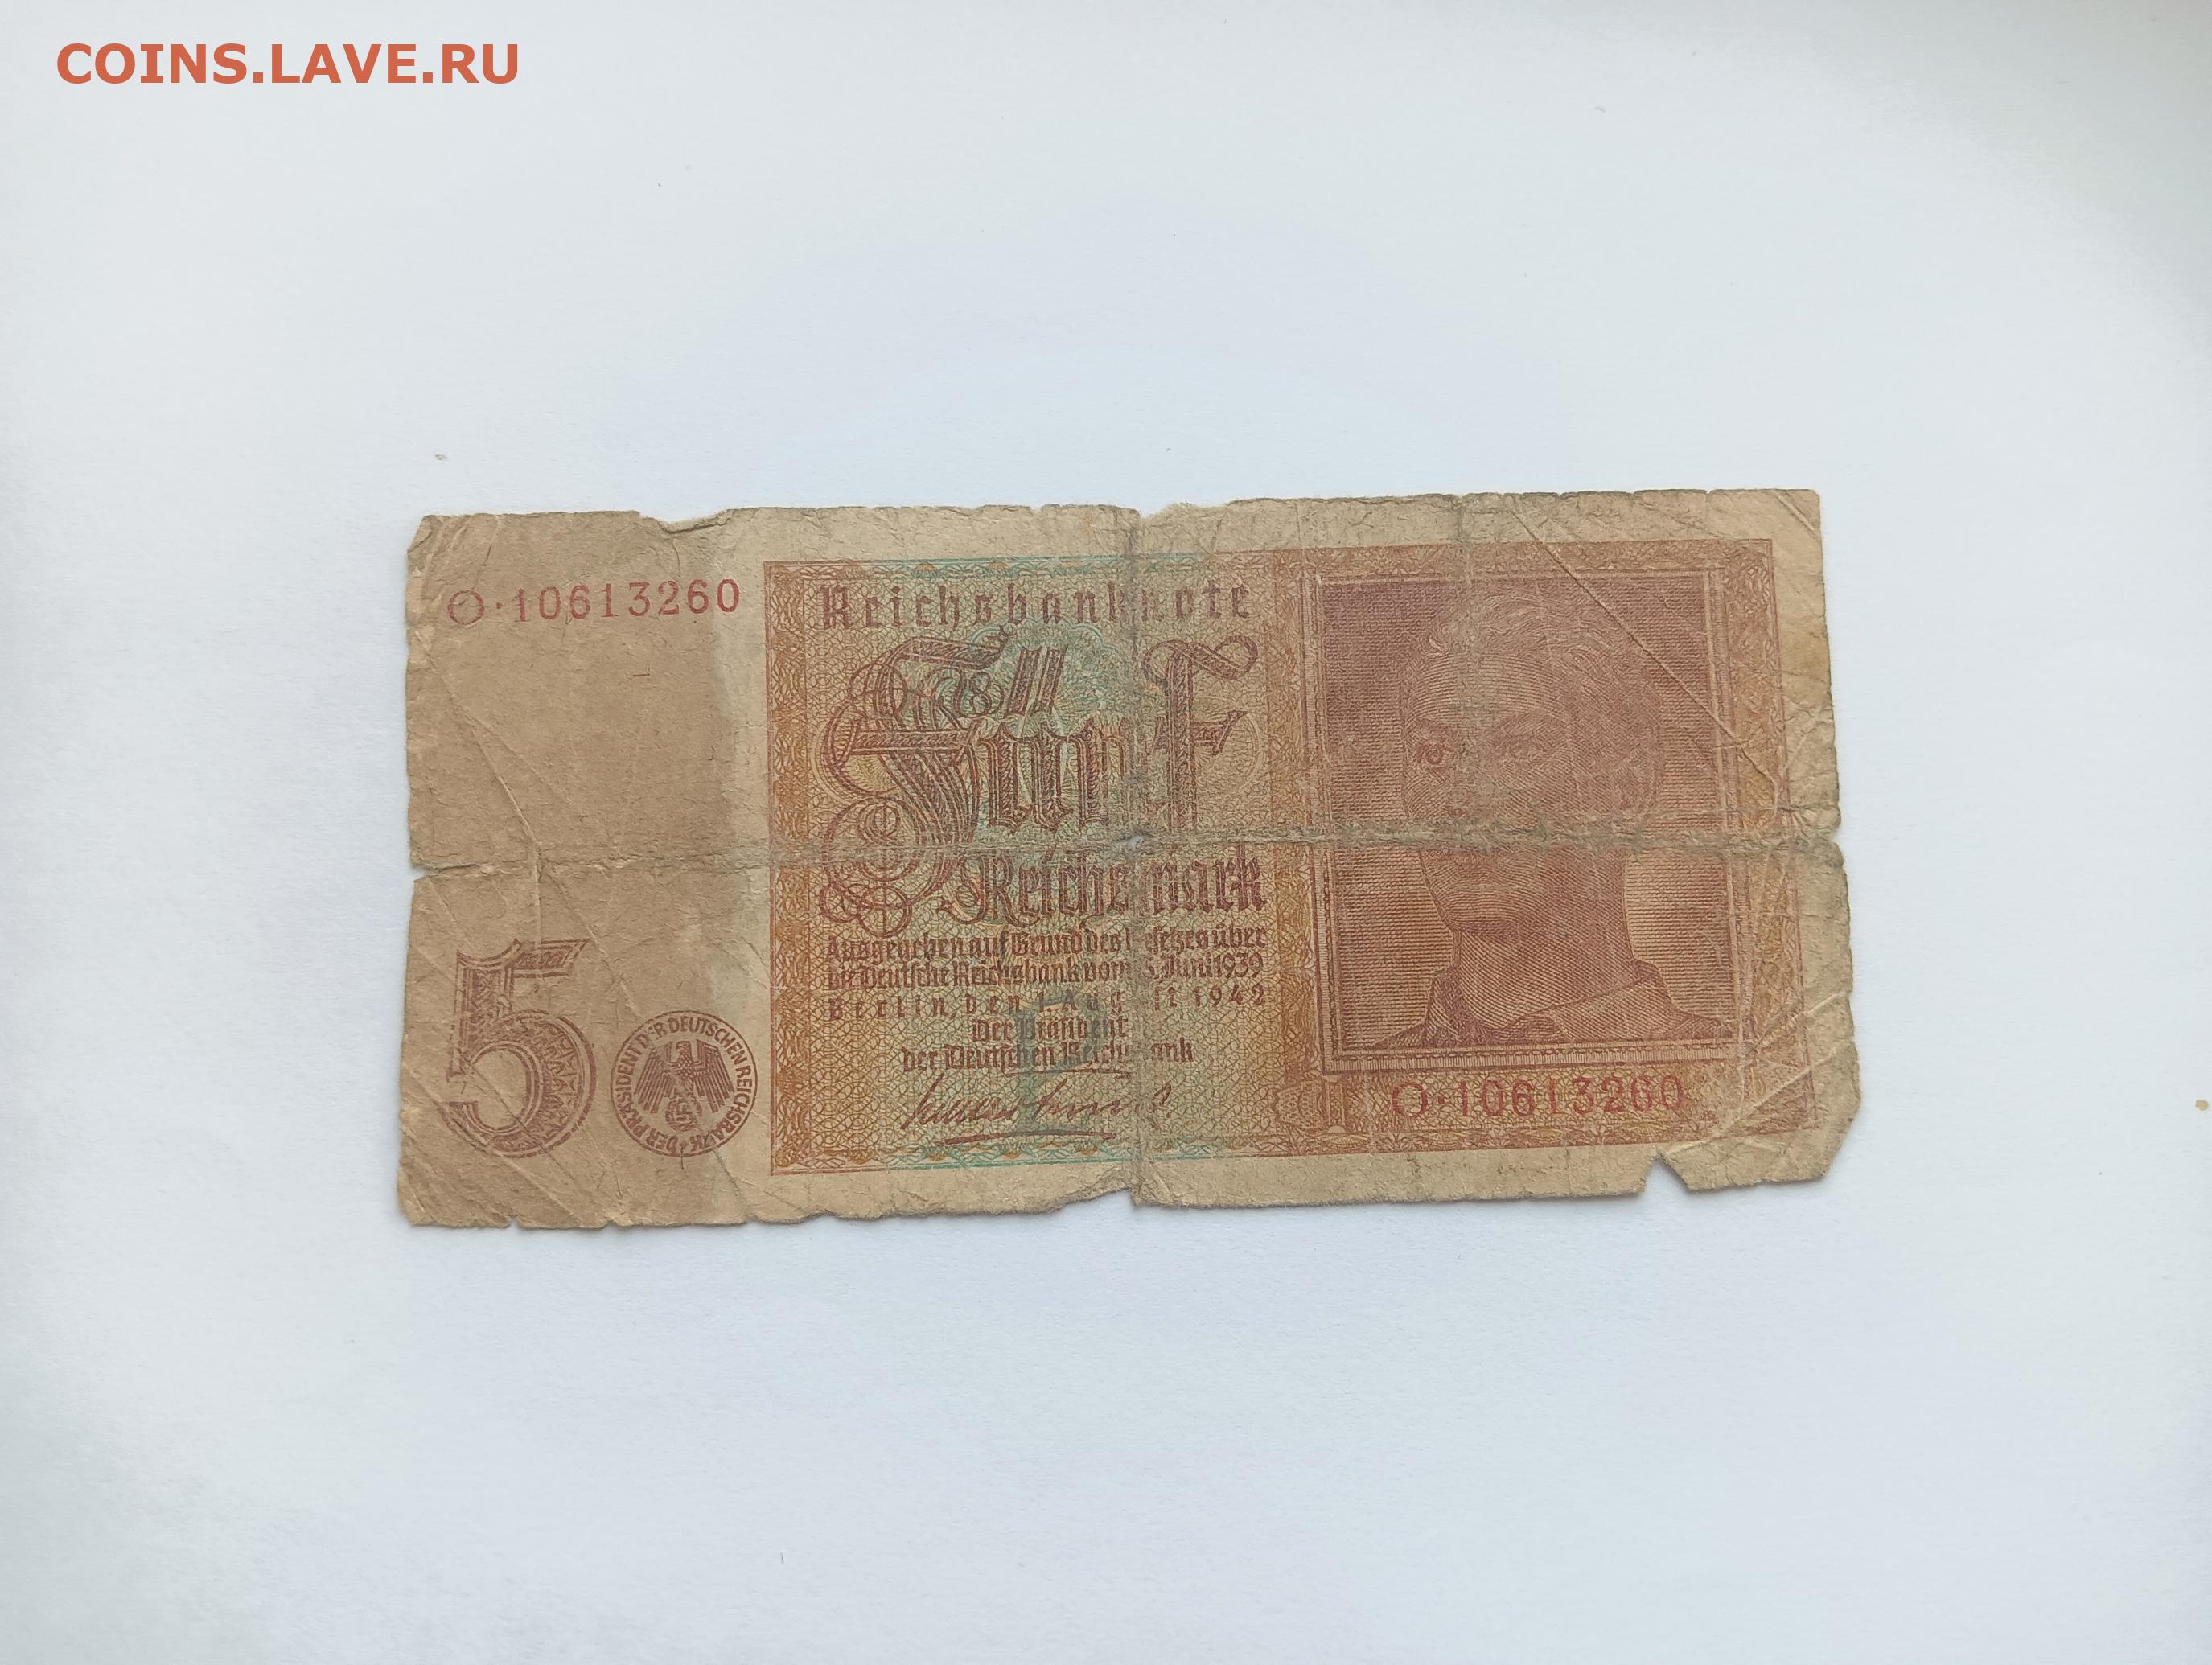 COINS.LAVE.RU
O·10613260
Reichsbanknote
Fünf
Reichsmark
Ausgegeben auf Grund des Gesetzes über
die Deutsche Reichsbank vom 15. Juni 1939
Berlin, den 1. August 1942
Der Präsident
der Deutschen Reichsbank
5
DER PRÄSIDENT DER DEUTSCHEN REICHSBANK
O·10613260